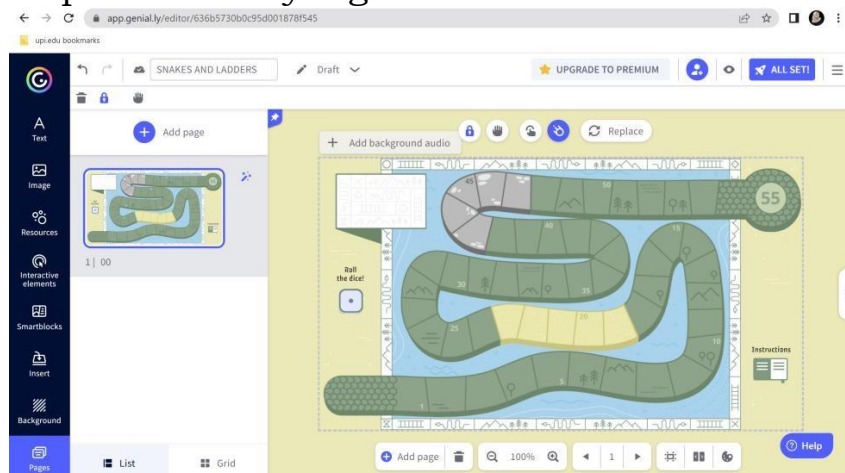 app.genial.ly/editor/636b5730b0c95d001878f545
upi.edu bookmarks
SNAKES AND LADDERS
Draft
UPGRADE TO PREMIUM
ALL SET!
Text
Image
Resources
Interactive
elements
Smartblocks
Insert
Background
Pages
Add page
1 | 00
List
Grid
Add background audio
Replace
Roll
the dice!
55
50
45
40
35
30
25
20
15
10
5
1
Instructions
Add page
100%
1
Help